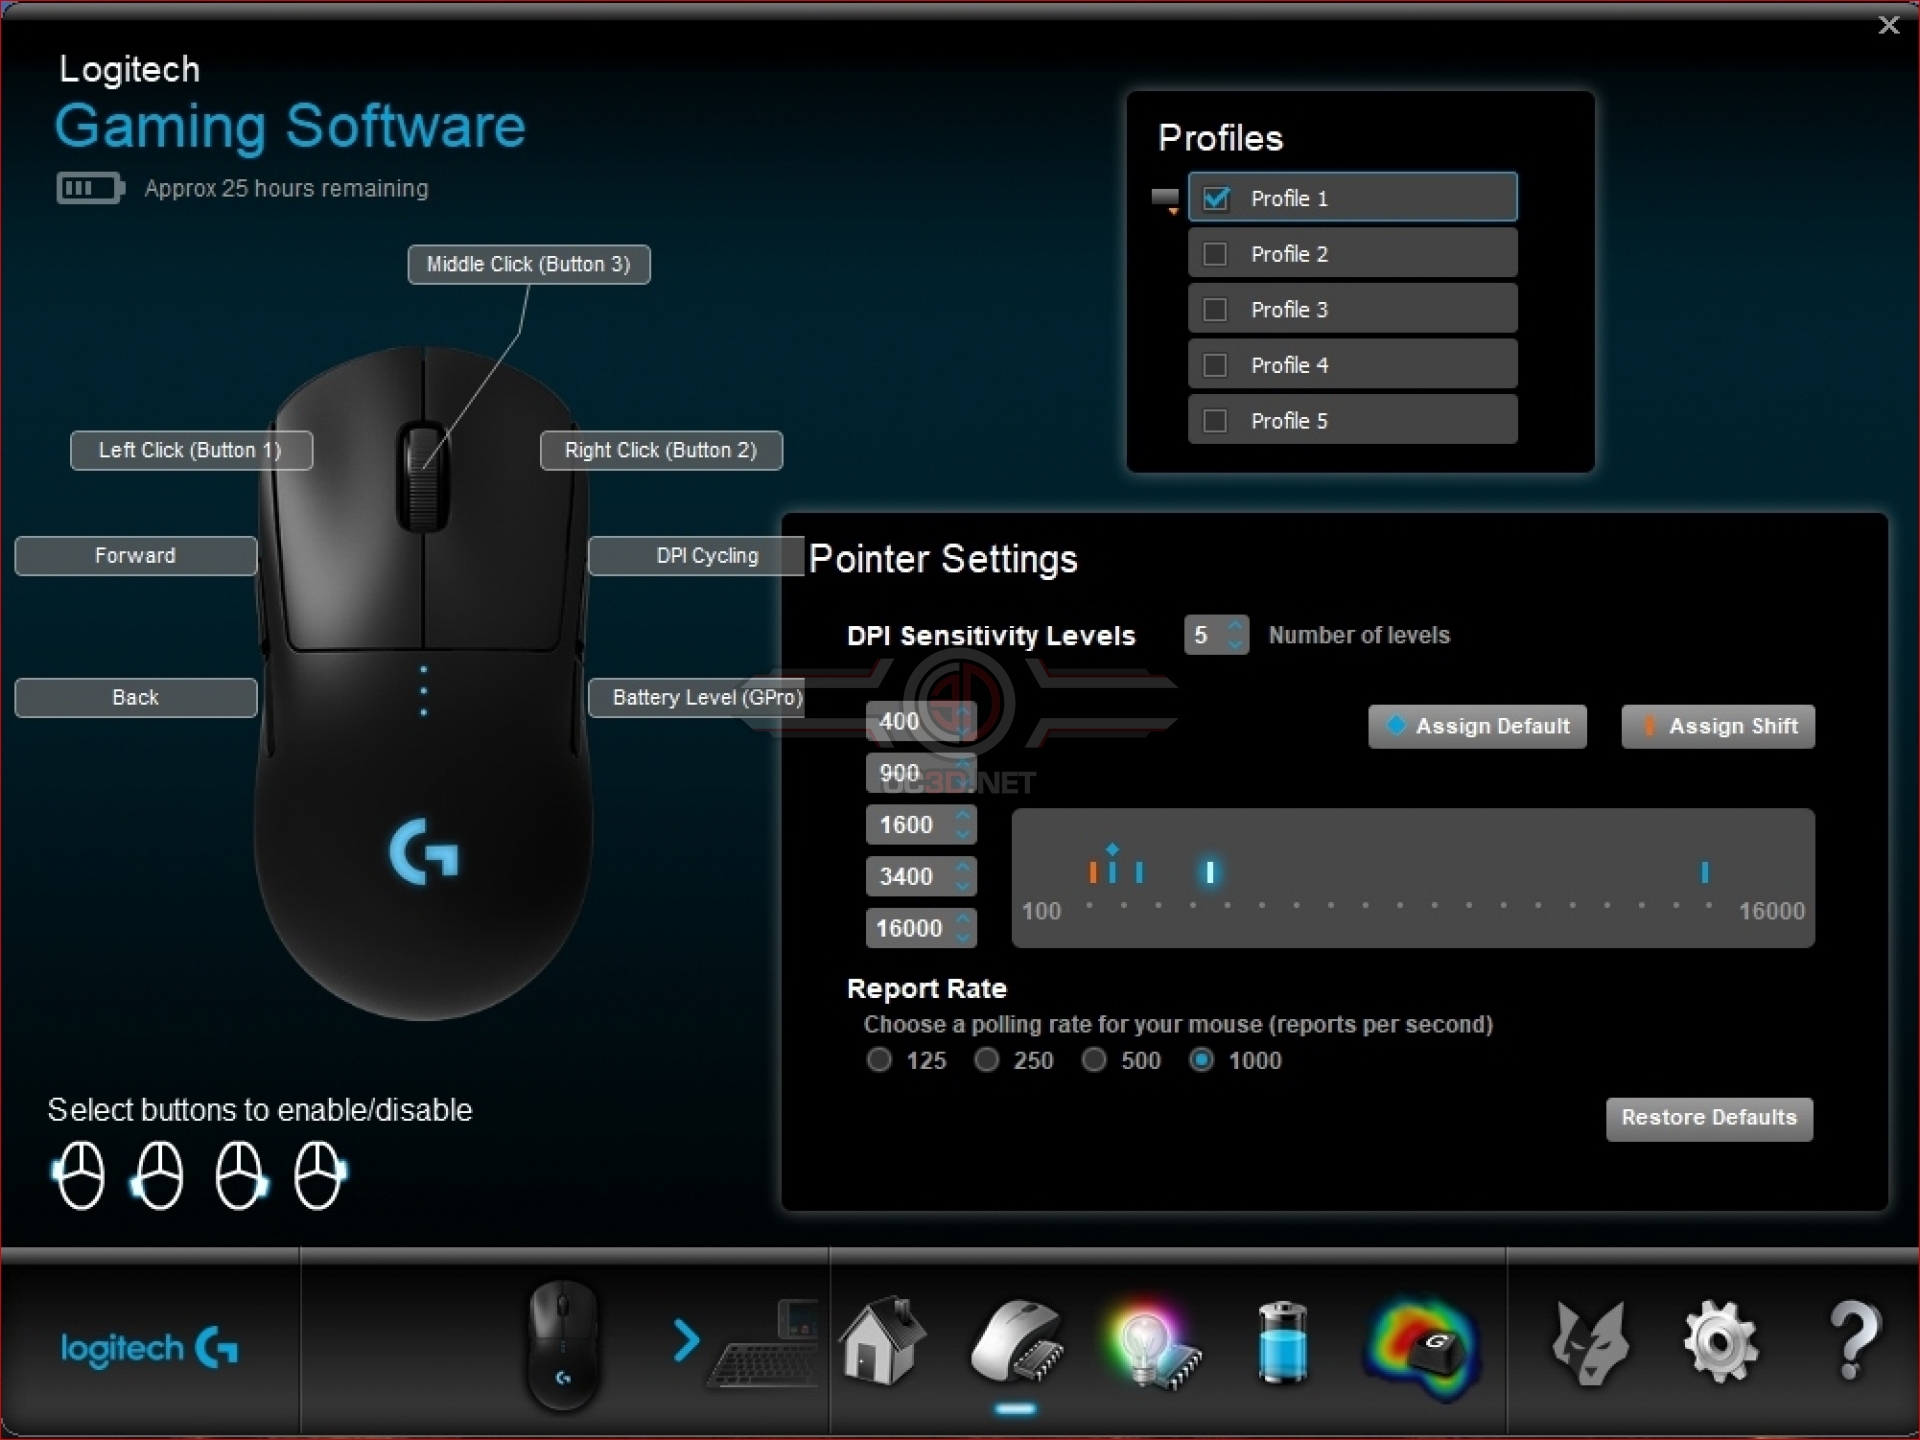 Logitech
Gaming Software
Approx 25 hours remaining
Middle Click (Button 3)
Left Click (Button 1)
Right Click (Button 2)
Forward
DPI Cycling
Back
Battery Level (GPro)
Profiles
Profile 1
Profile 2
Profile 3
Profile 4
Profile 5
Pointer Settings
DPI Sensitivity Levels
5
Number of levels
400
900
1600
3400
16000
Assign Default
Assign Shift
100
16000
OC3D.NET
Report Rate
Choose a polling rate for your mouse (reports per second)
125 250 500 1000
Restore Defaults
Select buttons to enable/disable
logitech G
G